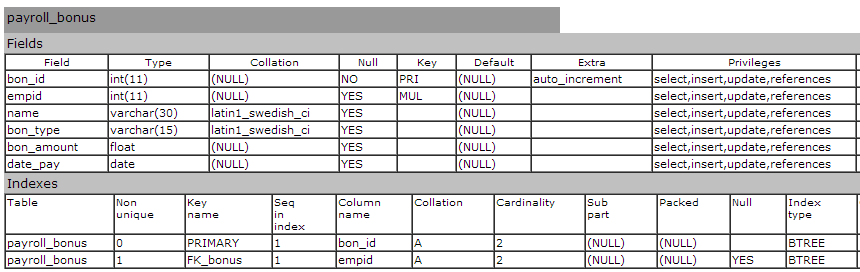 payroll_bonus
Fields
Field Type Collation Null Key Default Extra Privileges
bon_id int(11) (NULL) NO PRI (NULL) auto_increment select,insert,update,references
empid int(11) (NULL) YES MUL (NULL) select,insert,update,references
name varchar(30) latin1_swedish_ci YES (NULL) select,insert,update,references
bon_type varchar(15) latin1_swedish_ci YES (NULL) select,insert,update,references
bon_amount float (NULL) YES (NULL) select,insert,update,references
date_pay date (NULL) YES (NULL) select,insert,update,references
Indexes
Table Non unique Key name Seq in index Column name Collation Cardinality Sub part Packed Null Index type
payroll_bonus 0 PRIMARY 1 bon_id A 2 (NULL) (NULL) BTREE
payroll_bonus 1 FK_bonus 1 empid A 2 (NULL) (NULL) YES BTREE